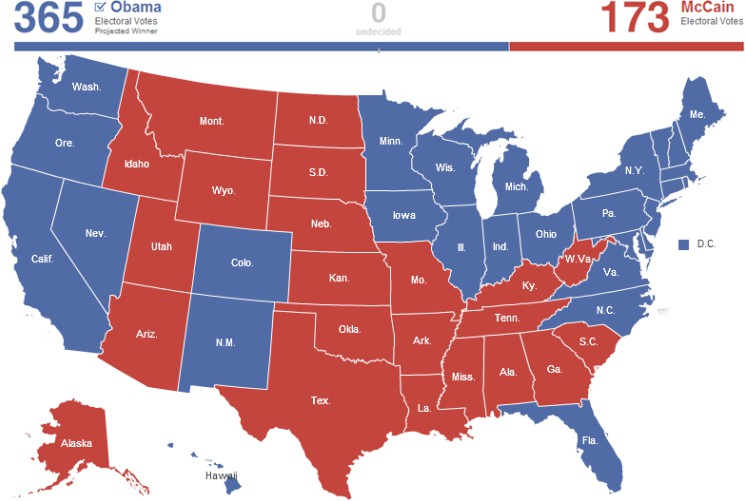 365
Obama
Electoral Votes
Projected Winner
0
undecided
173
McCain
Electoral Votes
Wash.
Ore.
Calif.
Nev.
Idaho
Mont.
Wyo.
Utah
Ariz.
Colo.
N.M.
N.D.
S.D.
Neb.
Kan.
Okla.
Tex.
Minn.
Iowa
Mo.
Ark.
La.
Wis.
Ill.
Mich.
Ind.
Ohio
Ky.
Tenn.
Miss.
Ala.
Ga.
Fla.
S.C.
N.C.
Va.
W.Va
Pa.
N.Y.
Me.
D.C.
Alaska
Hawaii